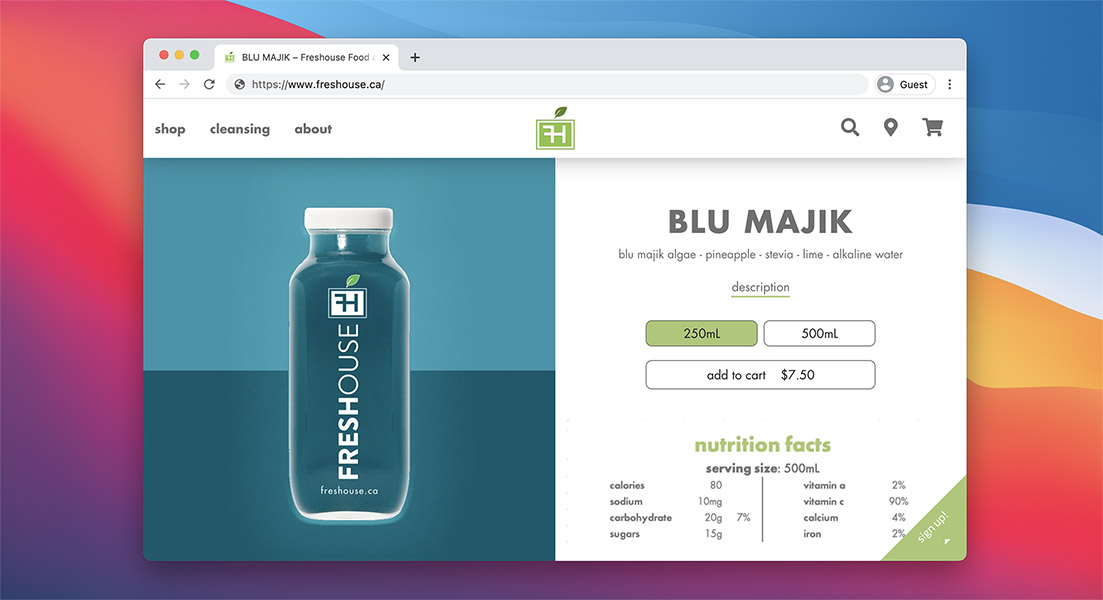 BLU MAJIK – Freshouse Food
https://www.freshouse.ca/
Guest
shop cleansing about
FH
BLU MAJIK
blu majik algae - pineapple - stevia - lime - alkaline water
description
250mL 500mL
add to cart $7.50
FH
FRESHOUSE
freshouse.ca
nutrition facts
serving size: 500mL
calories 80 vitamin a 2%
sodium 10mg vitamin c 90%
carbohydrate 20g 7% calcium 4%
sugars 15g iron 2%
sign up!